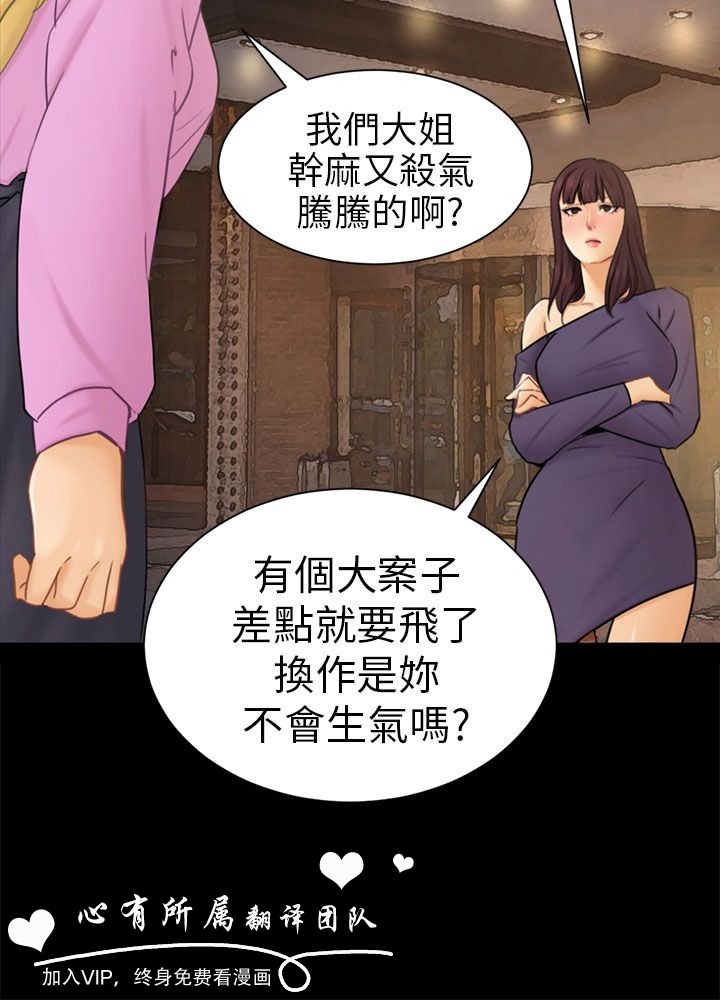 我們大姐
幹麻又殺氣
騰騰的啊?
有個大案子
差點就要飛了
換作是妳
不會生氣嗎?
心有所属翻译团队
加入VIP，终身免费看漫画